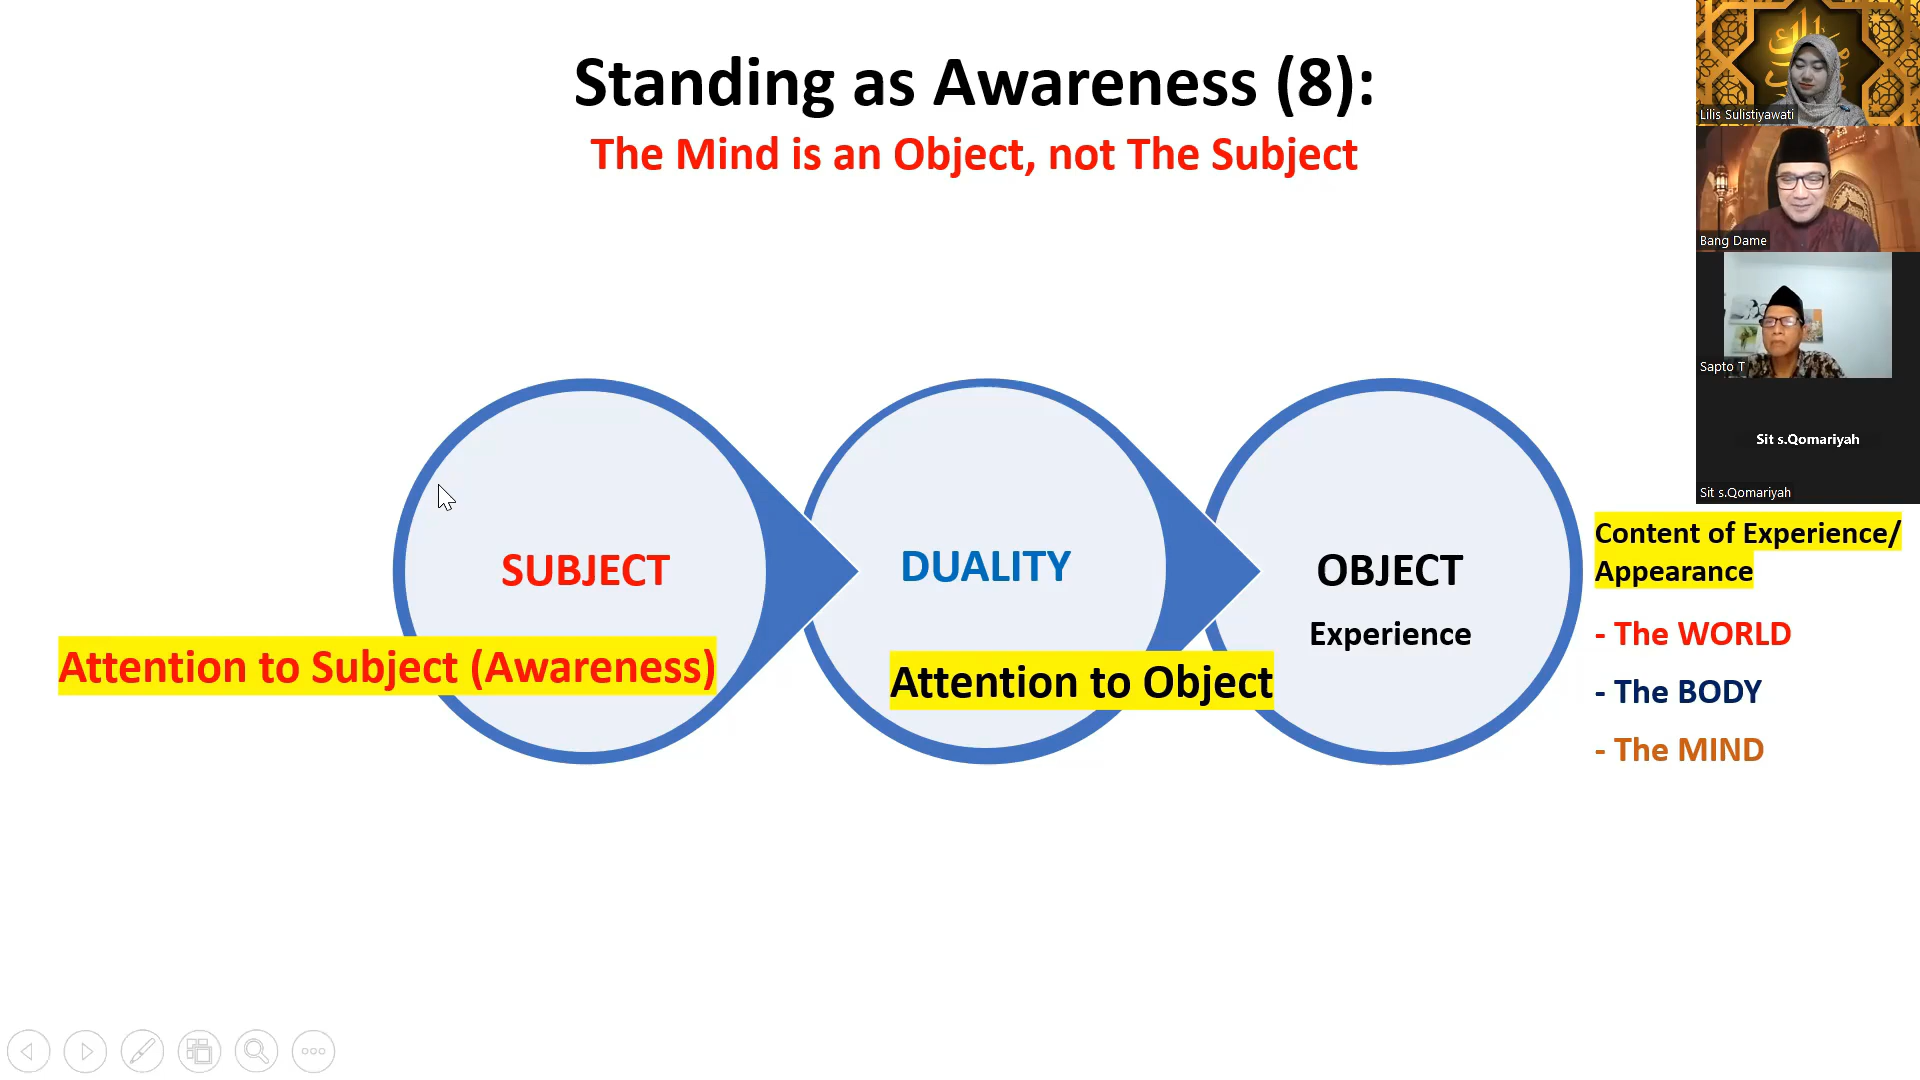 Standing as Awareness (8):
The Mind is an Object, not The Subject
SUBJECT
Attention to Subject (Awareness)
DUALITY
Attention to Object
OBJECT
Experience
Content of Experience/
Appearance
- The WORLD
- The BODY
- The MIND
Lilis Sulistiyawati
Bang Dame
Sapto T
Sit s.Qomariyah
Sit s.Qomariyah